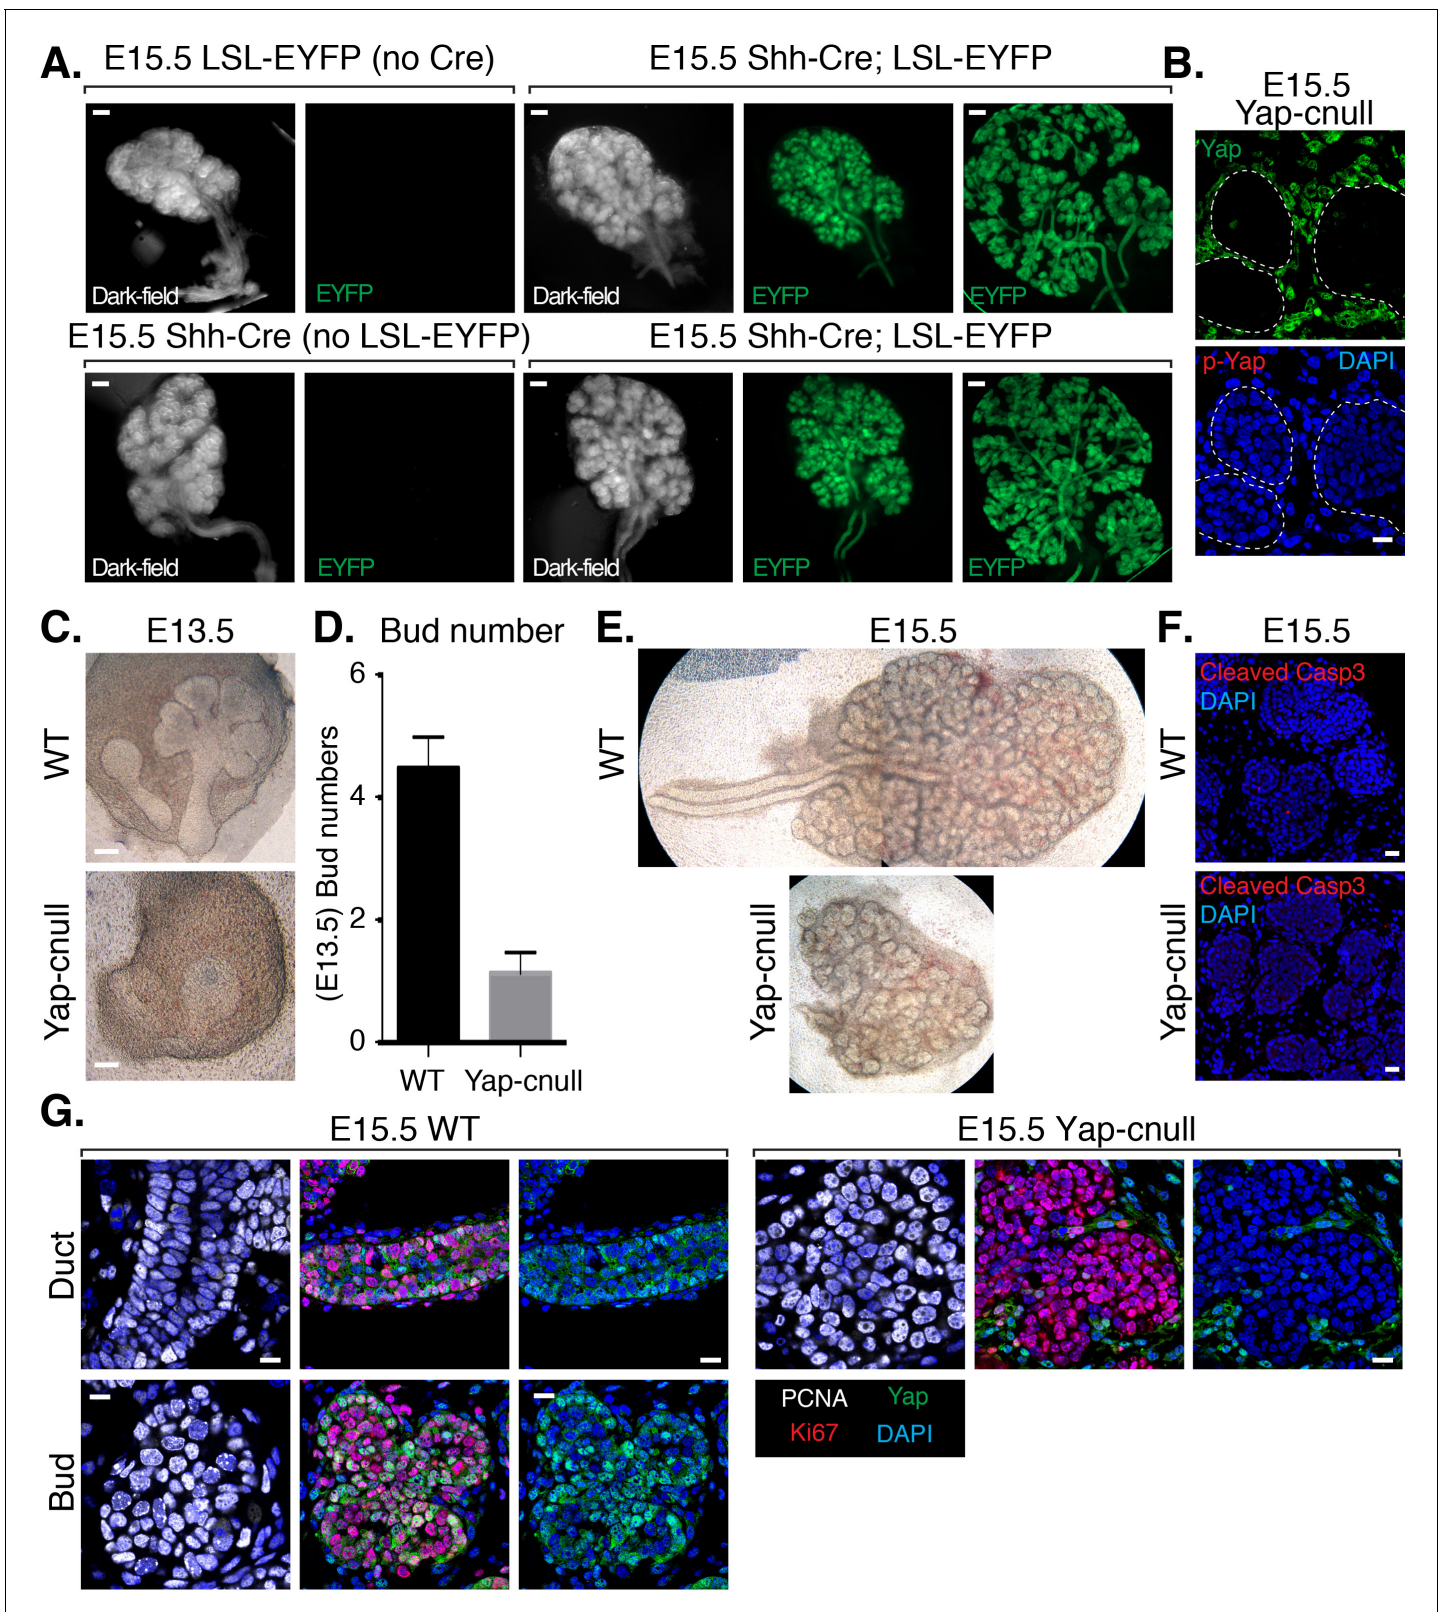 A.
E15.5 LSL-EYFP (no Cre)
E15.5 Shh-Cre; LSL-EYFP
Dark-field
EYFP
Dark-field
EYFP
EYFP
E15.5 Shh-Cre (no LSL-EYFP)
E15.5 Shh-Cre; LSL-EYFP
Dark-field
EYFP
Dark-field
EYFP
EYFP
B.
E15.5
Yap-cnull
Yap
p-Yap
DAPI
C.
E13.5
WT
Yap-cnull
D.
Bud number
(E13.5) Bud numbers
6
4
2
0
WT
Yap-cnull
E.
E15.5
WT
Yap-cnull
F.
E15.5
WT
Cleaved Casp3
DAPI
Yap-cnull
Cleaved Casp3
DAPI
G.
E15.5 WT
E15.5 Yap-cnull
Duct
Bud
PCNA
Yap
Ki67
DAPI